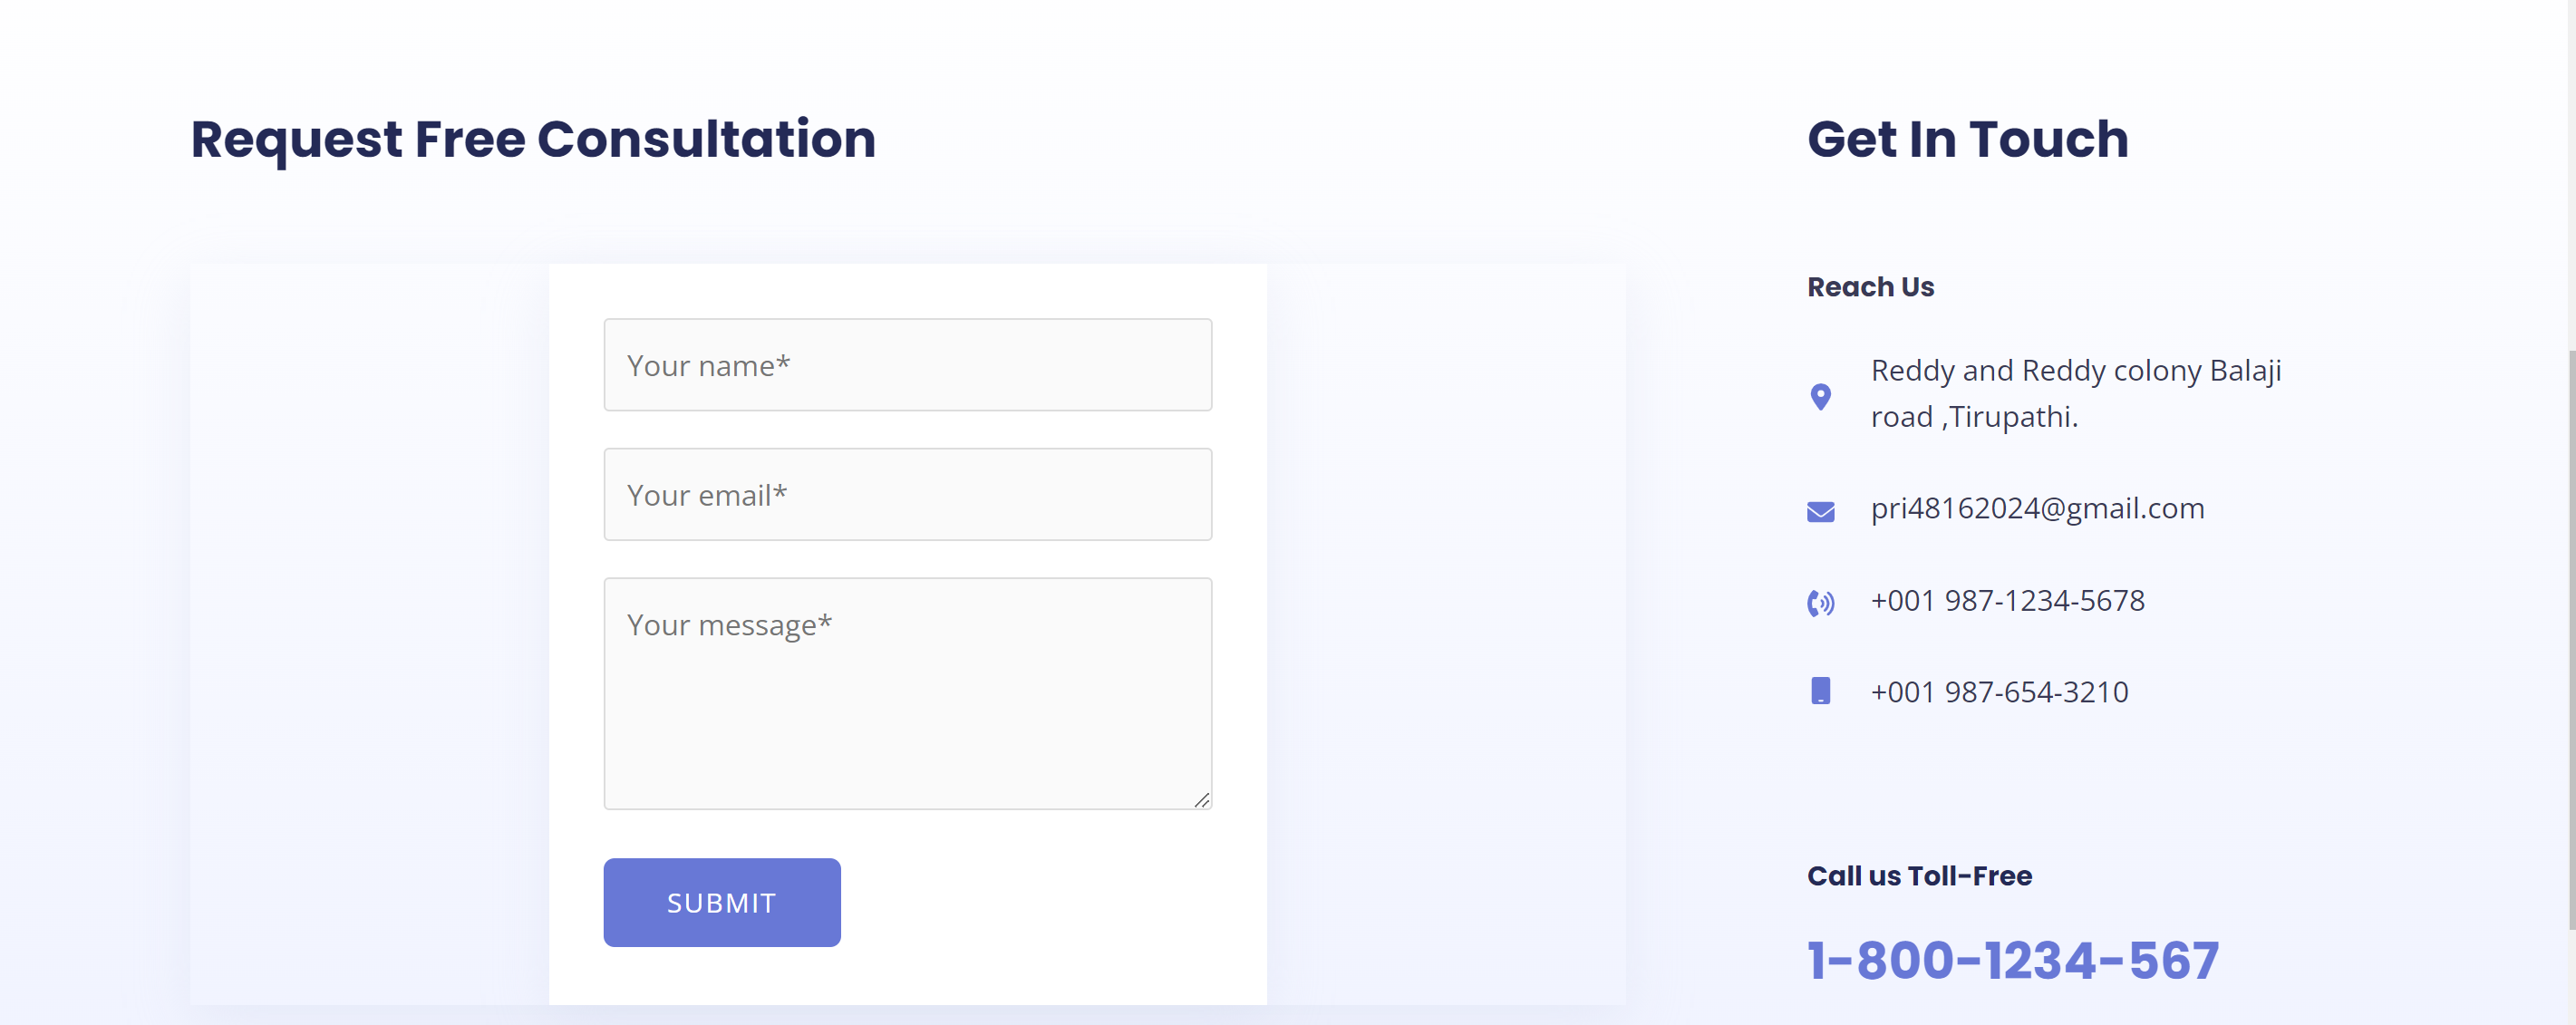 Request Free Consultation
Your name*
Your email*
Your message*
SUBMIT
Get In Touch
Reach Us
Reddy and Reddy colony Balaji
road ,Tirupathi.
pri48162024@gmail.com
+001 987-1234-5678
+001 987-654-3210
Call us Toll-Free
1-800-1234-567